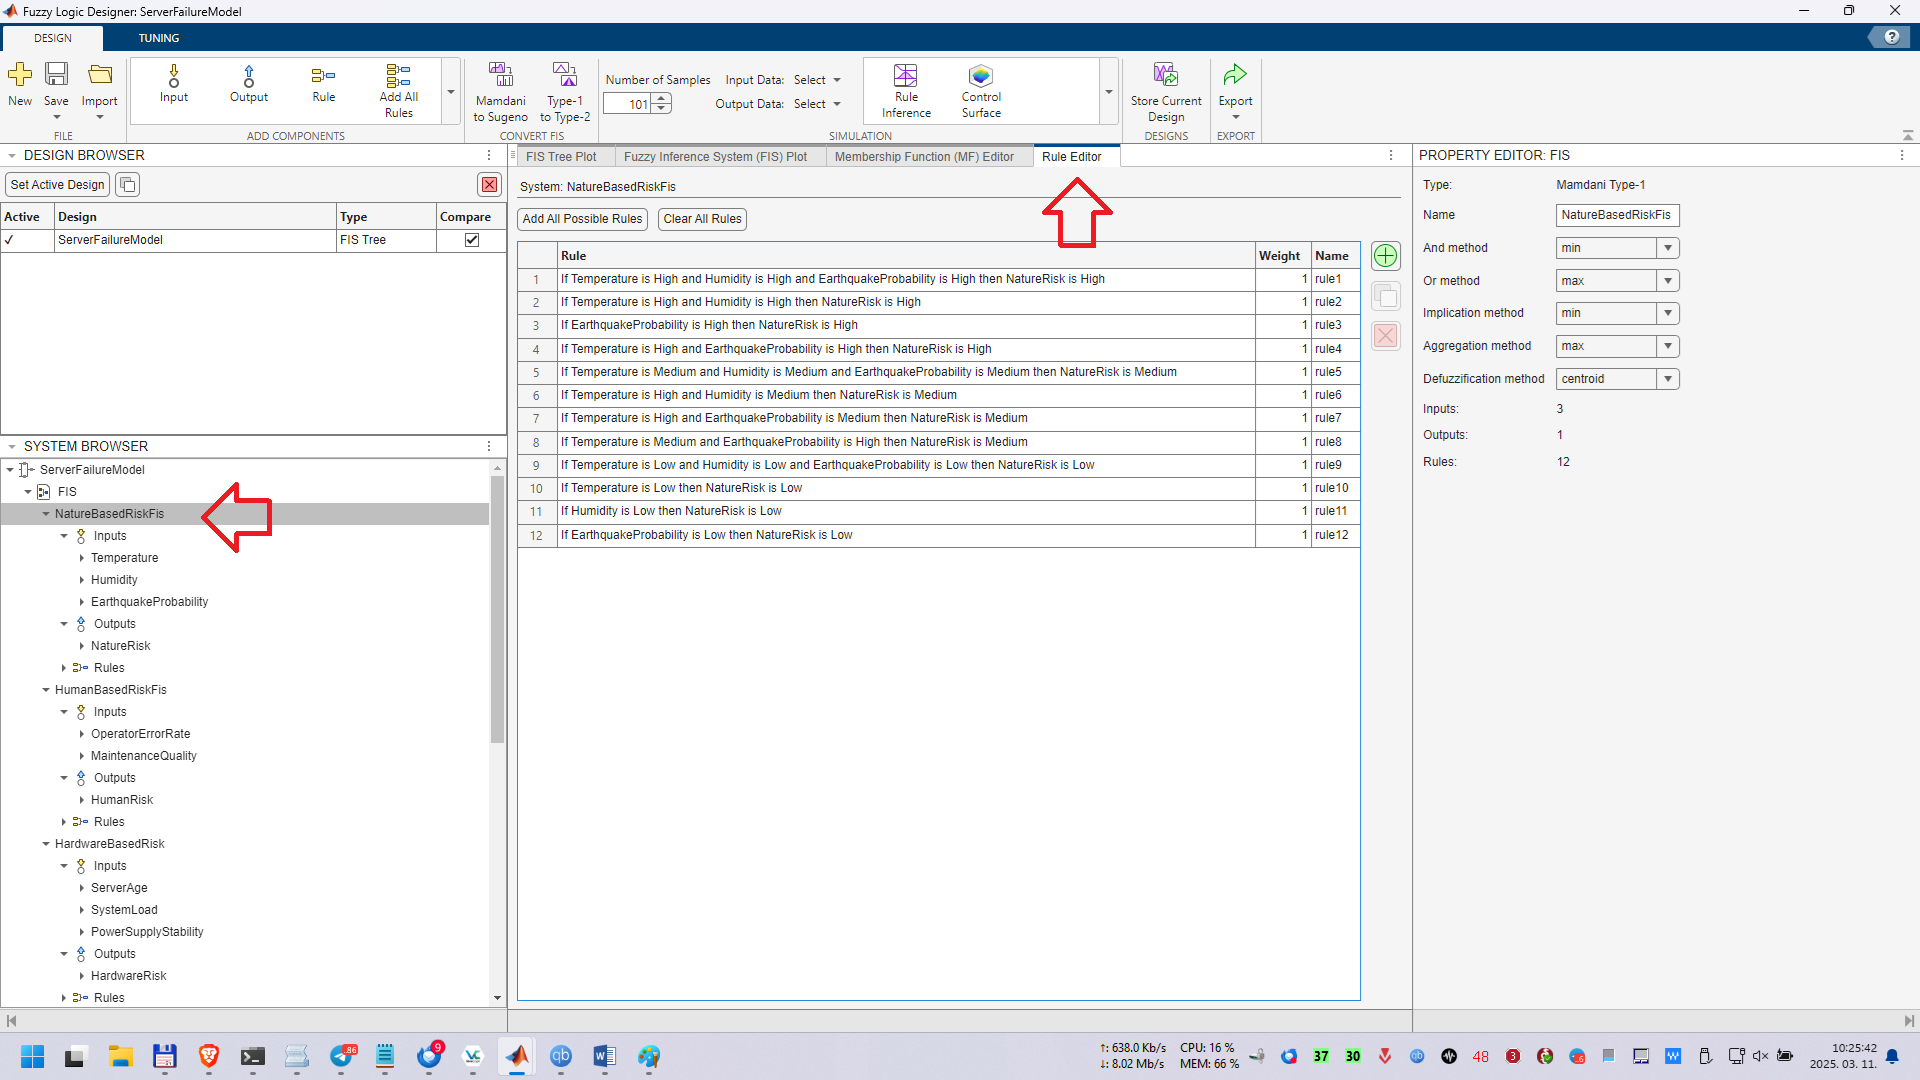 Fuzzy Logic Designer: ServerFailureModel
DESIGN
TUNING
New
Save
Import
FILE
Input
Output
Rule
Add All
Rules
ADD COMPONENTS
Mamdani
to Sugeno
Type-1
to Type-2
CONVERT FIS
Number of Samples
101
Input Data: Select
Output Data: Select
Rule
Inference
Control
Surface
SIMULATION
Store Current
Design
DESIGNS
Export
EXPORT
DESIGN BROWSER
Set Active Design
Active Design Type Compare
✓ ServerFailureModel FIS Tree
SYSTEM BROWSER
ServerFailureModel
FIS
NatureBasedRiskFis
Inputs
Temperature
Humidity
EarthquakeProbability
Outputs
NatureRisk
Rules
HumanBasedRiskFis
Inputs
OperatorErrorRate
MaintenanceQuality
Outputs
HumanRisk
Rules
HardwareBasedRisk
Inputs
ServerAge
SystemLoad
PowerSupplyStability
Outputs
HardwareRisk
Rules
FIS Tree Plot
Fuzzy Inference System (FIS) Plot
Membership Function (MF) Editor
Rule Editor
System: NatureBasedRiskFis
Add All Possible Rules
Clear All Rules
Rule Weight Name
1 If Temperature is High and Humidity is High and EarthquakeProbability is High then NatureRisk is High 1 rule1
2 If Temperature is High and Humidity is High then NatureRisk is High 1 rule2
3 If EarthquakeProbability is High then NatureRisk is High 1 rule3
4 If Temperature is High and EarthquakeProbability is High then NatureRisk is High 1 rule4
5 If Temperature is Medium and Humidity is Medium and EarthquakeProbability is Medium then NatureRisk is Medium 1 rule5
6 If Temperature is High and Humidity is Medium then NatureRisk is Medium 1 rule6
7 If Temperature is High and EarthquakeProbability is Medium then NatureRisk is Medium 1 rule7
8 If Temperature is Medium and EarthquakeProbability is High then NatureRisk is Medium 1 rule8
9 If Temperature is Low and Humidity is Low and EarthquakeProbability is Low then NatureRisk is Low 1 rule9
10 If Temperature is Low then NatureRisk is Low 1 rule10
11 If Humidity is Low then NatureRisk is Low 1 rule11
12 If EarthquakeProbability is Low then NatureRisk is Low 1 rule12
PROPERTY EDITOR: FIS
Type: Mamdani Type-1
Name NatureBasedRiskFis
And method min
Or method max
Implication method min
Aggregation method max
Defuzzification method centroid
Inputs: 3
Outputs: 1
Rules: 12
86
9
qb
↑: 638.0 Kb/s
↓: 8.02 Mb/s
CPU: 16 %
MEM: 66 %
37
30
48
3
10:25:42
2025. 03. 11.